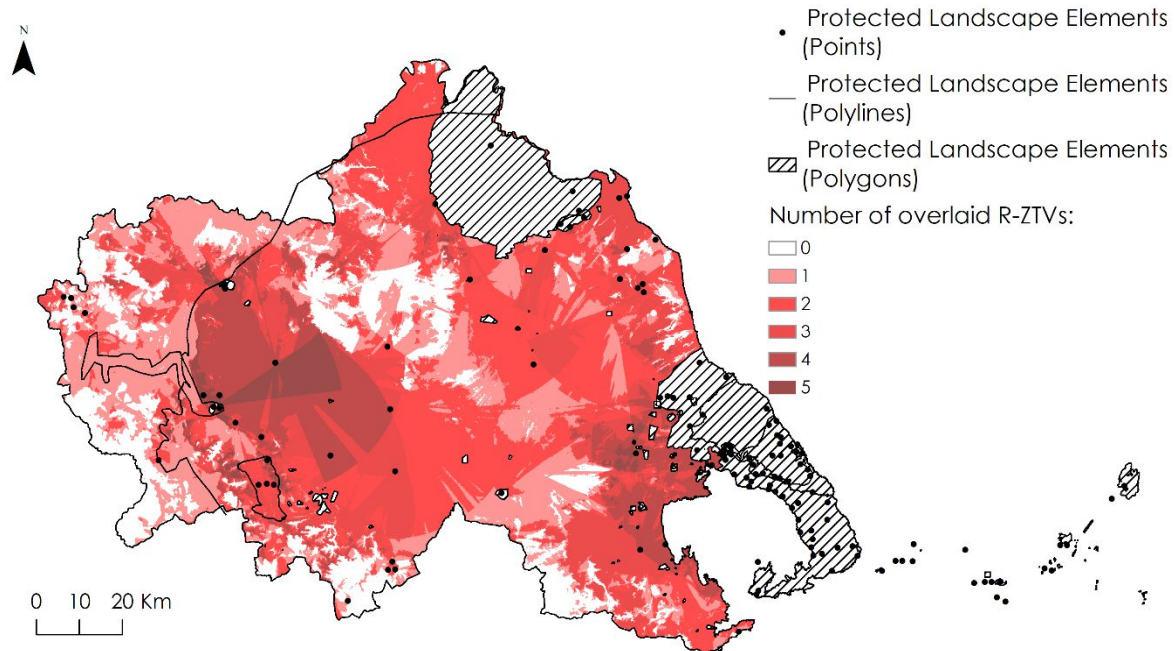 N
Protected Landscape Elements
(Points)
Protected Landscape Elements
(Polylines)
Protected Landscape Elements
(Polygons)
Number of overlaid R-ZTVs:
0
1
2
3
4
5
0 10 20 Km